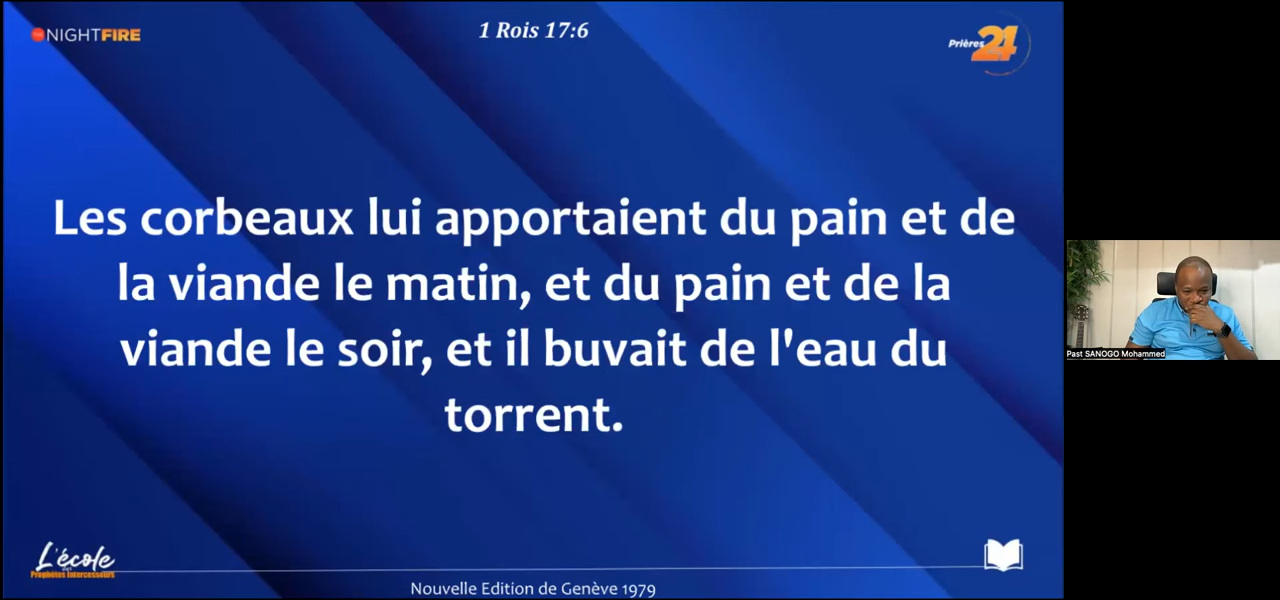 NIGHTFIRE
1 Rois 17:6
Prières 24
Les corbeaux lui apportaient du pain et de
la viande le matin, et du pain et de la
viande le soir, et il buvait de l'eau du
torrent.
Past SANOGO Mohammed
L'école
des
Prophètes Intercesseurs
Nouvelle Edition de Genève 1979